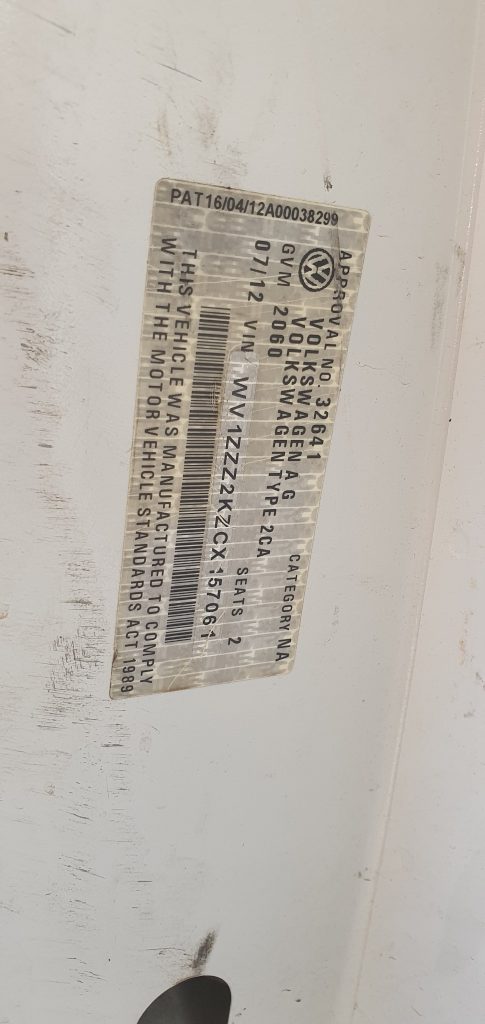 PAT16/04/12A00038299
APPROVAL NO. 32641 CATEGORY NA
VOLKSWAGEN AG
VOLKSWAGEN TYPE 2CA
GVM 2060 SEATS 2
07/12 VIN WV1ZZZ2KZCX157061
THIS VEHICLE WAS MANUFACTURED TO COMPLY
WITH THE MOTOR VEHICLE STANDARDS ACT 1989